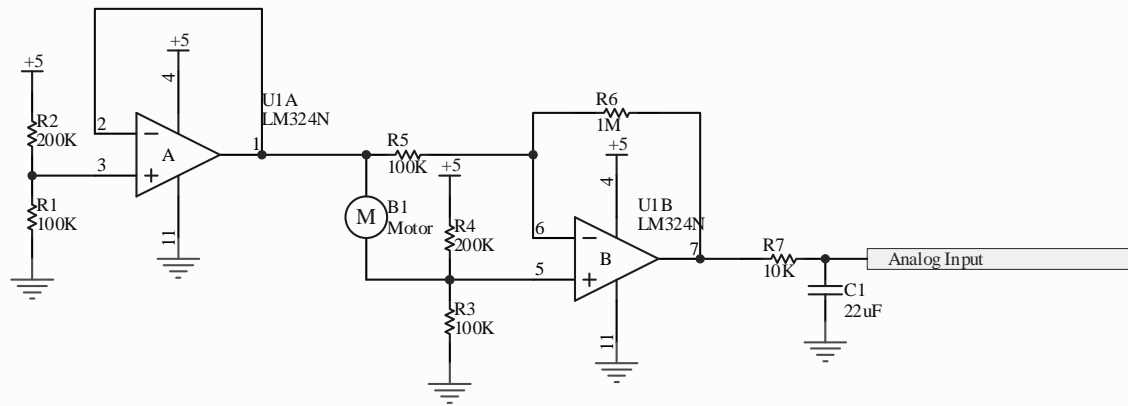 +5
+5
R2
200K
R1
100K
2
3
4
A
1
11
U1A
LM324N
R5
100K
M
B1
Motor
+5
R4
200K
R3
100K
R6
1M
+5
4
6
5
B
7
11
U1B
LM324N
R7
10K
C1
22uF
Analog Input